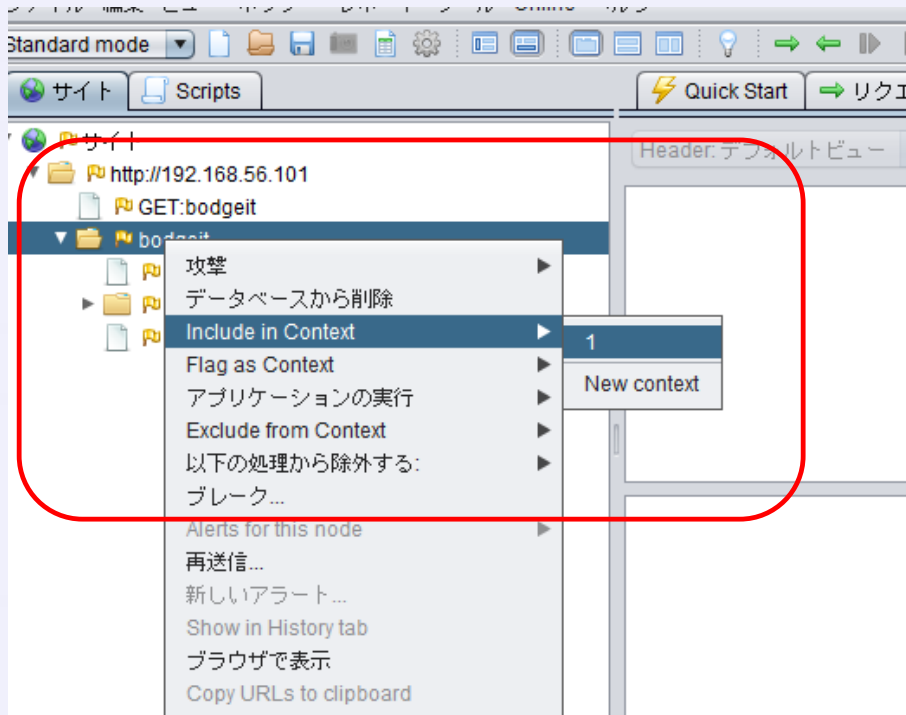 Standard mode
サイト
Scripts
Quick Start
サイト
Header: デフォルトビュー
http://192.168.56.101
GET:bodgeit
bodgeit
攻撃
データベースから削除
Include in Context
1
Flag as Context
New context
アプリケーションの実行
Exclude from Context
以下の処理から除外する:
ブレーク...
Alerts for this node
再送信...
新しいアラート...
Show in History tab
ブラウザで表示
Copy URLs to clipboard